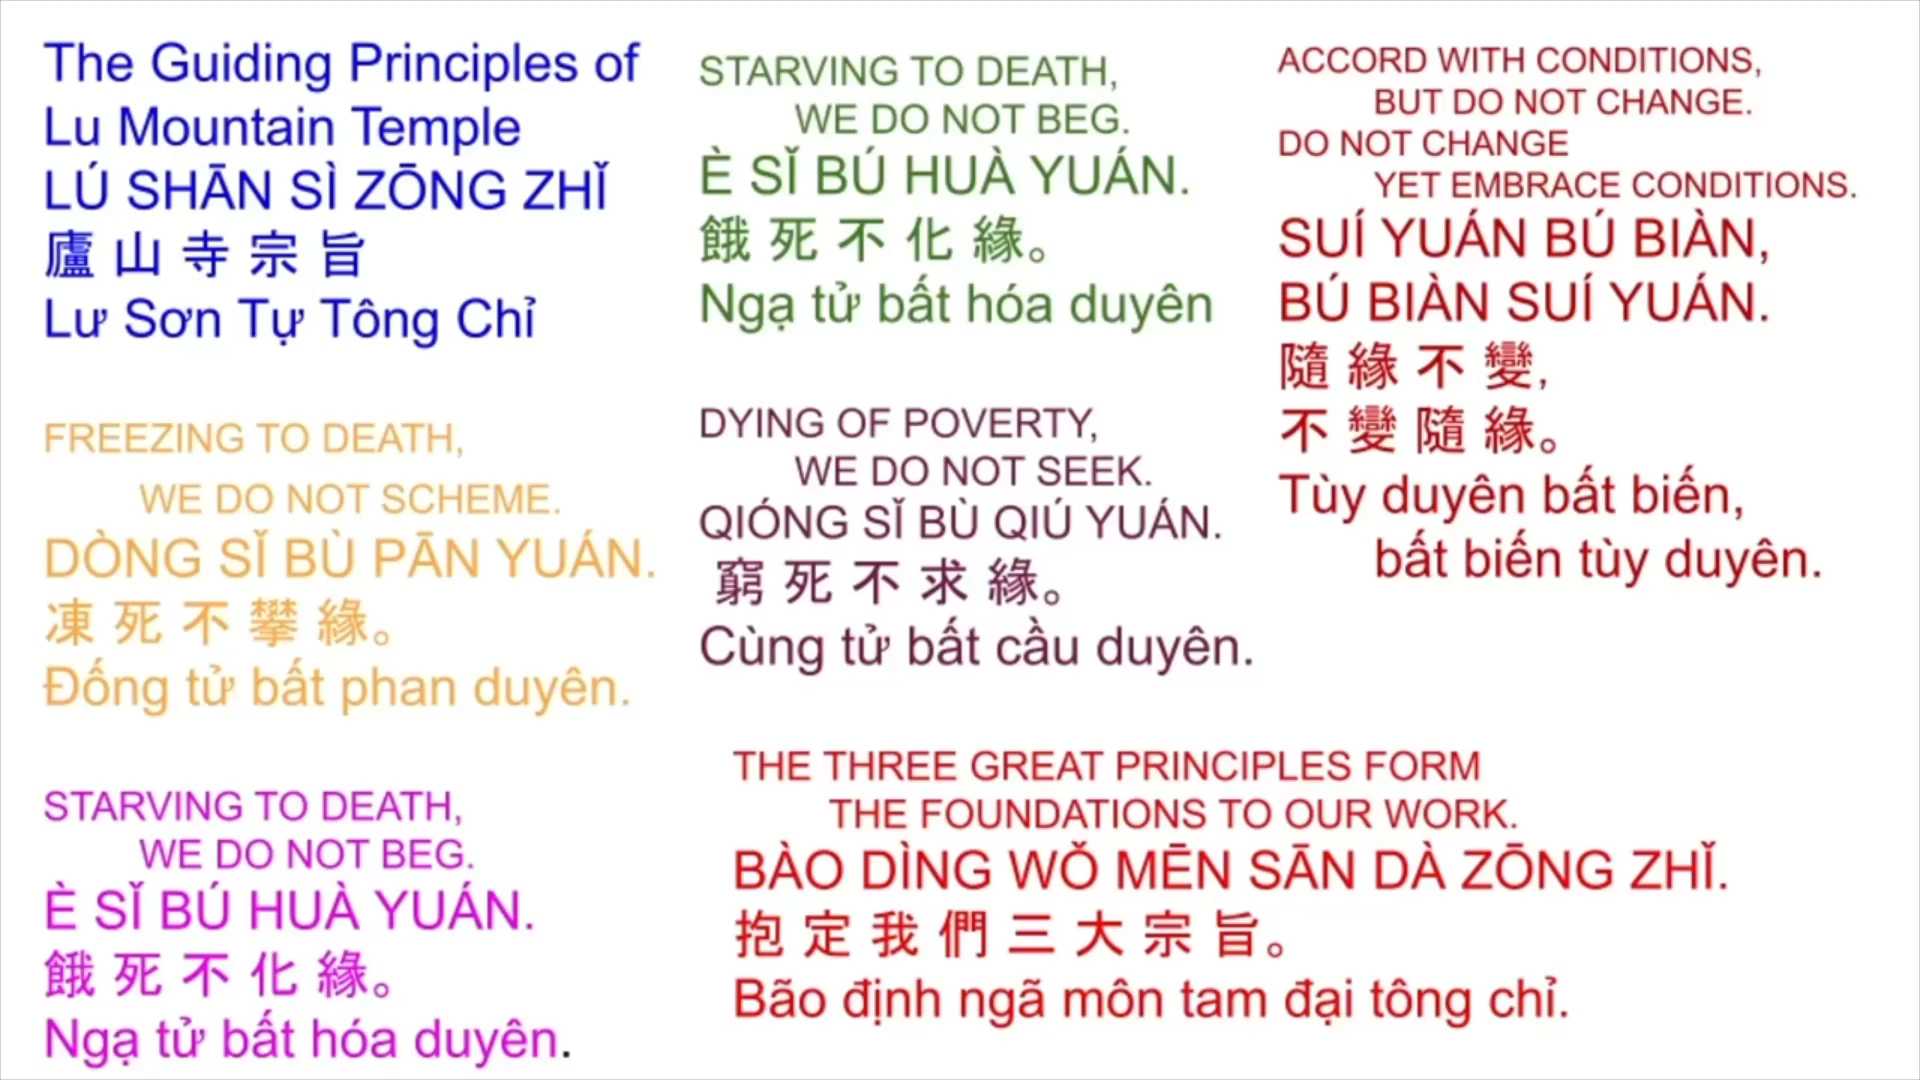 The Guiding Principles of
Lu Mountain Temple
LÚ SHĀN SÌ ZŌNG ZHǏ
廬 山 寺 宗 旨
Lư Sơn Tự Tông Chỉ
FREEZING TO DEATH,
WE DO NOT SCHEME.
DÒNG SǏ BÙ PĀN YUÁN.
凍 死 不 攀 緣。
Đống tử bất phan duyên.
STARVING TO DEATH,
WE DO NOT BEG.
È SǏ BÚ HUÀ YUÁN.
餓 死 不 化 緣。
Ngạ tử bất hóa duyên.
STARVING TO DEATH,
WE DO NOT BEG.
È SǏ BÚ HUÀ YUÁN.
餓 死 不 化 緣。
Ngạ tử bất hóa duyên
DYING OF POVERTY,
WE DO NOT SEEK.
QIÓNG SǏ BÙ QIÚ YUÁN.
窮 死 不 求 緣。
Cùng tử bất cầu duyên.
ACCORD WITH CONDITIONS,
BUT DO NOT CHANGE.
DO NOT CHANGE
YET EMBRACE CONDITIONS.
SUÍ YUÁN BÚ BIÀN,
BÚ BIÀN SUÍ YUÁN.
隨 緣 不 變,
不 變 隨 緣。
Tùy duyên bất biến,
bất biến tùy duyên.
THE THREE GREAT PRINCIPLES FORM
THE FOUNDATIONS TO OUR WORK.
BÀO DÌNG WǑ MĒN SĀN DÀ ZŌNG ZHǏ.
抱 定 我 們 三 大 宗 旨。
Bão định ngã môn tam đại tông chỉ.